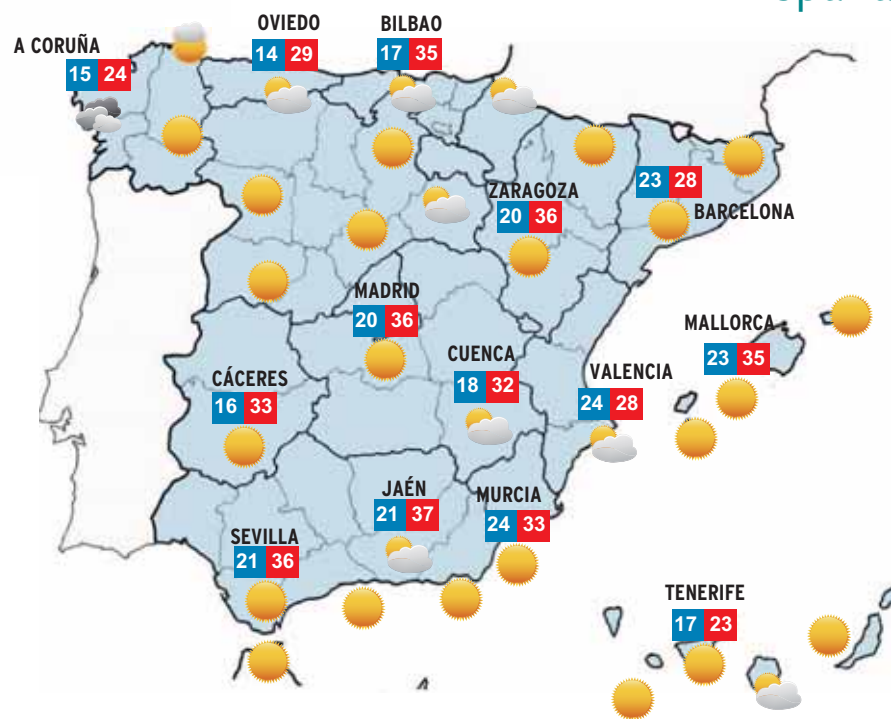 OVIEDO
14 29
BILBAO
17 35
A CORUÑA
15 24
ZARAGOZA
20 36
23 28
BARCELONA
MADRID
20 36
MALLORCA
23 35
CUENCA
18 32
VALENCIA
24 28
CÁCERES
16 33
JAÉN
21 37
MURCIA
24 33
SEVILLA
21 36
TENERIFE
17 23